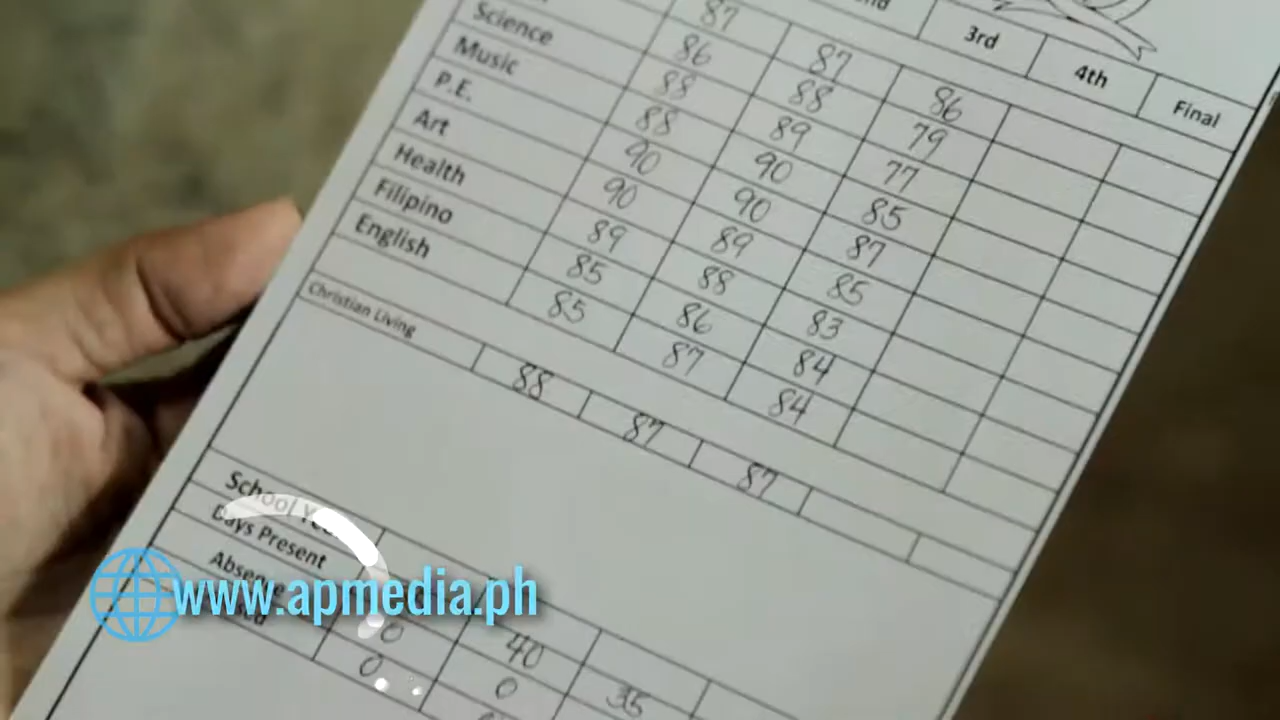 3rd 4th Final
87 87 86
86 88 79
Science 88 89 77
Music 88 90 85
P.E. 90 90 87
Art 90 89 85
Health 89 88 83
Filipino 85 86 84
English 85 87 84
Christian Living 88 87 87
School
Days Present 40 35
0 0
www.apmedia.ph